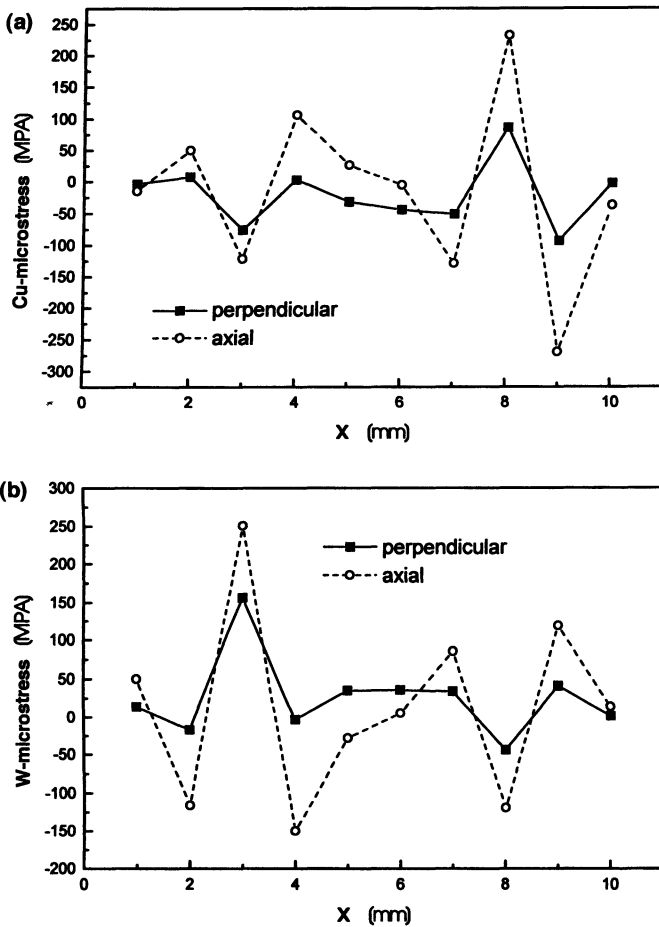 (a)
250
200
150
100
50
0
-50
-100
-150
-200
-250
-300
Cu-microstress (MPA)
perpendicular
axial
0 2 4 6 8 10
X (mm)
(b)
300
250
200
150
100
50
0
-50
-100
-150
-200
W-microstress (MPA)
perpendicular
axial
0 2 4 6 8 10
X (mm)